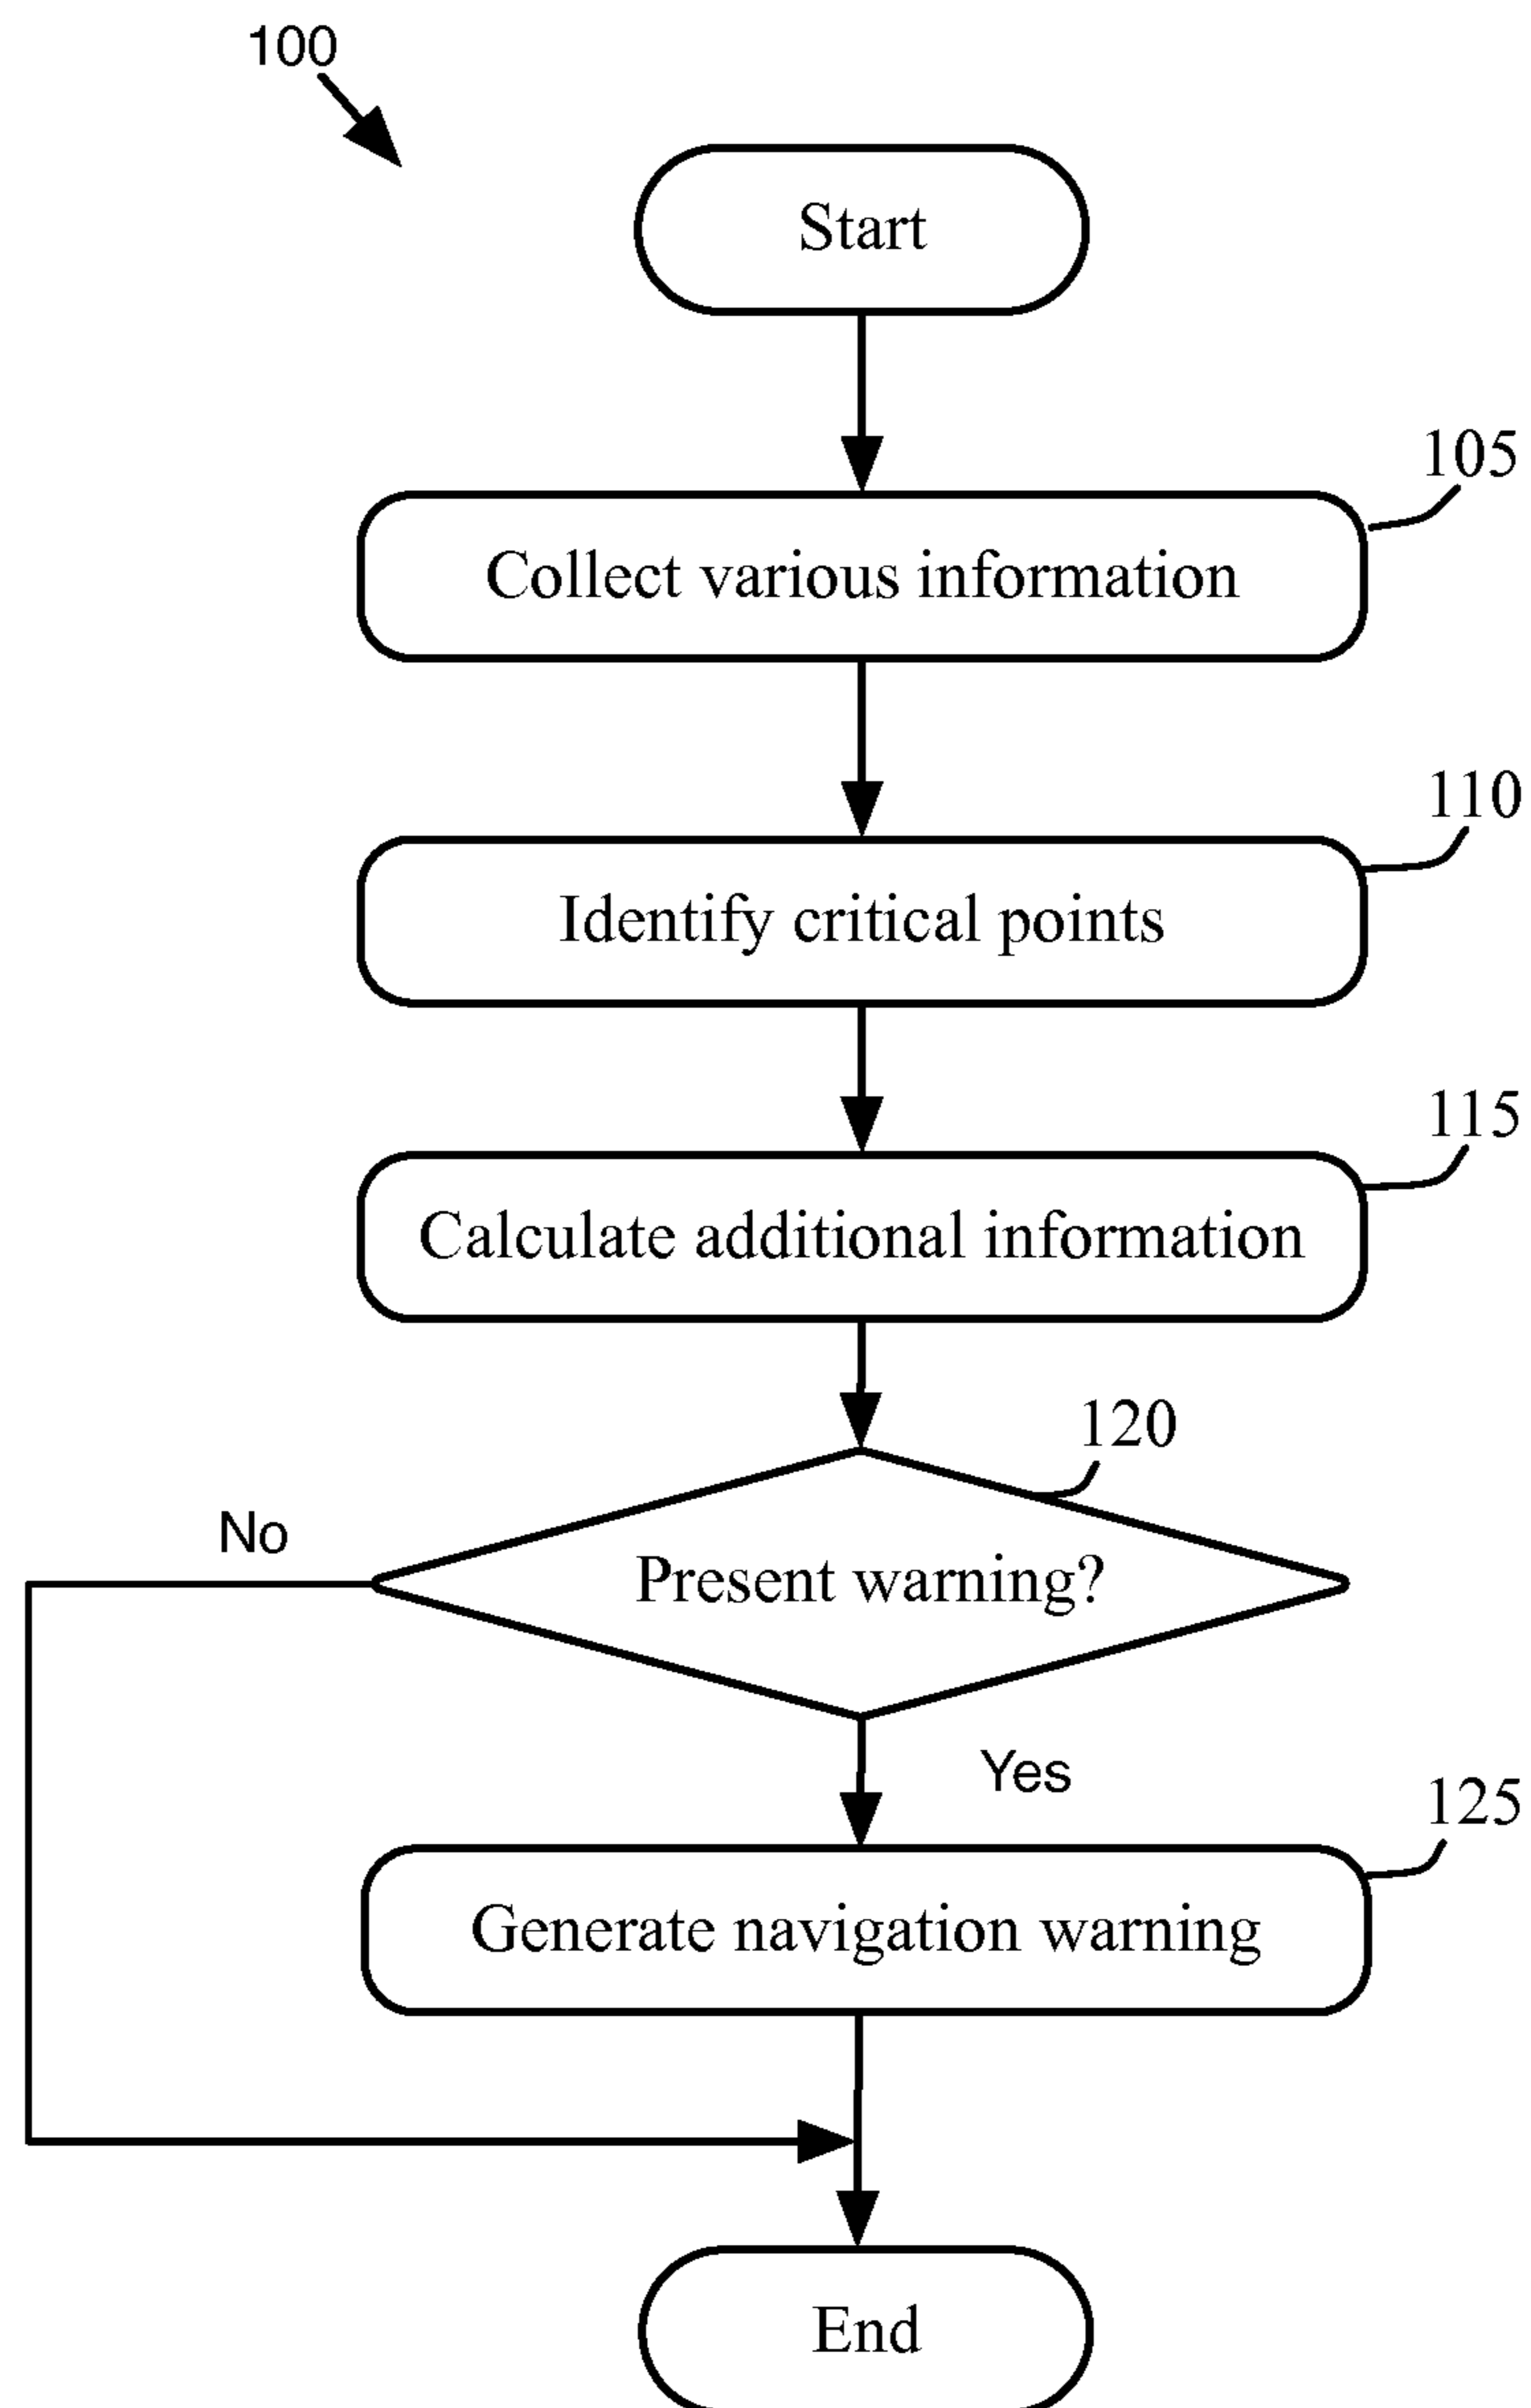 100
Start
105
Collect various information
110
Identify critical points
115
Calculate additional information
120
No
Present warning?
Yes
125
Generate navigation warning
End